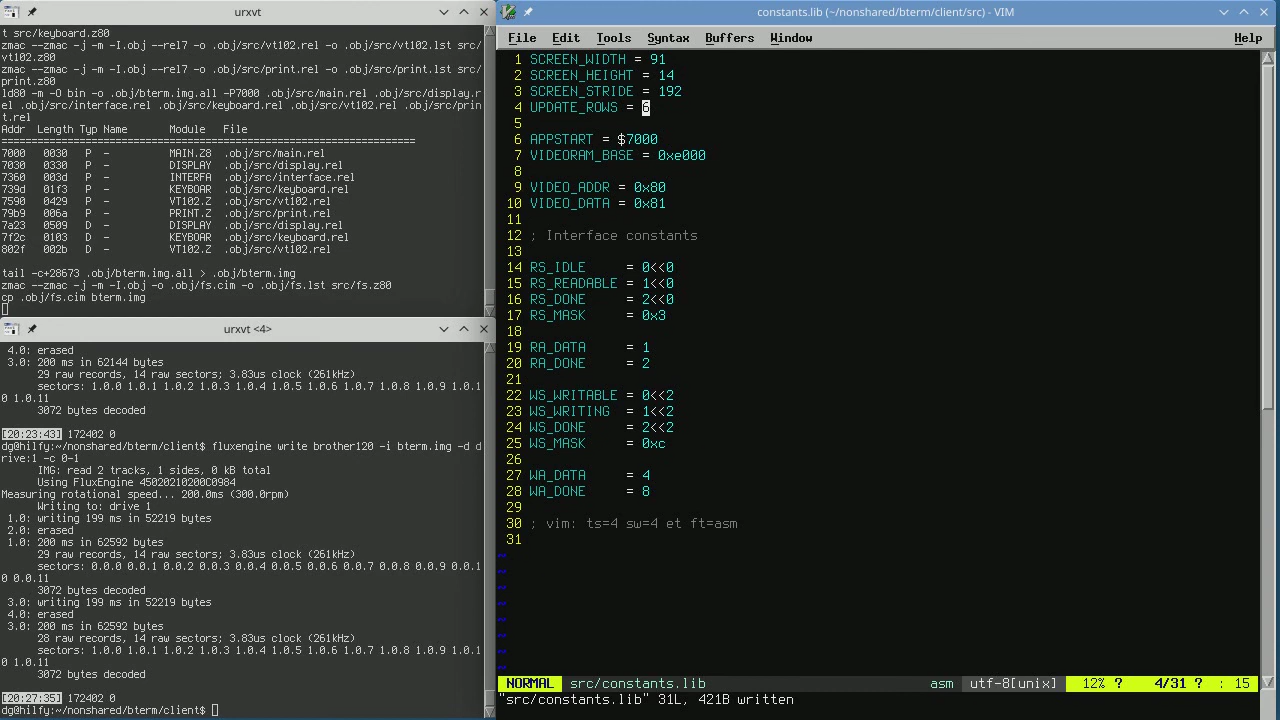 urxvt
t src/keyboard.z80
zmac --zmac -j -m -I.obj --rel7 -o .obj/src/vt102.rel -o .obj/src/vt102.lst src/
vt102.z80
zmac --zmac -j -m -I.obj --rel7 -o .obj/src/print.rel -o .obj/src/print.lst src/
print.z80
ld80 -m -O bin -o .obj/bterm.img.all -P7000 .obj/src/main.rel .obj/src/display.r
el .obj/src/interface.rel .obj/src/keyboard.rel .obj/src/vt102.rel .obj/src/prin
t.rel
Addr Length Typ Name Module File
============================================================
7000 0030 P - MAIN.Z8 .obj/src/main.rel
7030 0330 P - DISPLAY .obj/src/display.rel
7360 003d P - INTERFA .obj/src/interface.rel
739d 01f3 P - KEYBOAR .obj/src/keyboard.rel
7590 0429 P - VT102.Z .obj/src/vt102.rel
79b9 006a P - PRINT.Z .obj/src/print.rel
7a23 0509 D - DISPLAY .obj/src/display.rel
7f2c 0103 D - KEYBOAR .obj/src/keyboard.rel
802f 002b D - VT102.Z .obj/src/vt102.rel
tail -c+28673 .obj/bterm.img.all > .obj/bterm.img
zmac --zmac -j -m -I.obj -o .obj/fs.cim -o .obj/fs.lst src/fs.z80
cp .obj/fs.cim bterm.img
urxvt <4>
4.0: erased
3.0: 200 ms in 62144 bytes
29 raw records, 14 raw sectors; 3.83us clock (261kHz)
sectors: 1.0.0 1.0.1 1.0.2 1.0.3 1.0.4 1.0.5 1.0.6 1.0.7 1.0.8 1.0.9 1.0.1
0 1.0.11
3072 bytes decoded
[20:23:43] 172402 0
dg@hilfy:~/nonshared/bterm/client$ fluxengine write brother120 -i bterm.img -d d
rive:1 -c 0-1
IMG: read 2 tracks, 1 sides, 0 kB total
Using FluxEngine 45020210200C0984
Measuring rotational speed... 200.0ms (300.0rpm)
Writing to: drive 1
1.0: writing 199 ms in 52219 bytes
2.0: erased
1.0: 200 ms in 62592 bytes
29 raw records, 14 raw sectors; 3.83us clock (261kHz)
sectors: 0.0.0 0.0.1 0.0.2 0.0.3 0.0.4 0.0.5 0.0.6 0.0.7 0.0.8 0.0.9 0.0.1
0 0.0.11
3072 bytes decoded
3.0: writing 199 ms in 52219 bytes
4.0: erased
3.0: 200 ms in 62592 bytes
28 raw records, 14 raw sectors; 3.83us clock (261kHz)
sectors: 1.0.0 1.0.1 1.0.2 1.0.3 1.0.4 1.0.5 1.0.6 1.0.7 1.0.8 1.0.9 1.0.1
0 1.0.11
3072 bytes decoded
[20:27:35] 172402 0
dg@hilfy:~/nonshared/bterm/client$
constants.lib (~/nonshared/bterm/client/src) - VIM
File Edit Tools Syntax Buffers Window Help
1 SCREEN_WIDTH = 91
2 SCREEN_HEIGHT = 14
3 SCREEN_STRIDE = 192
4 UPDATE_ROWS = 6
5
6 APPSTART = $7000
7 VIDEORAM_BASE = 0xe000
8
9 VIDEO_ADDR = 0x80
10 VIDEO_DATA = 0x81
11
12 ; Interface constants
13
14 RS_IDLE = 0<<0
15 RS_READABLE = 1<<0
16 RS_DONE = 2<<0
17 RS_MASK = 0x3
18
19 RA_DATA = 1
20 RA_DONE = 2
21
22 WS_WRITABLE = 0<<2
23 WS_WRITING = 1<<2
24 WS_DONE = 2<<2
25 WS_MASK = 0xc
26
27 WA_DATA = 4
28 WA_DONE = 8
29
30 ; vim: ts=4 sw=4 et ft=asm
31
~
~
~
~
~
~
~
~
NORMAL src/constants.lib asm utf-8[unix] 12% ? 4/31 ? : 15
"src/constants.lib" 31L, 421B written